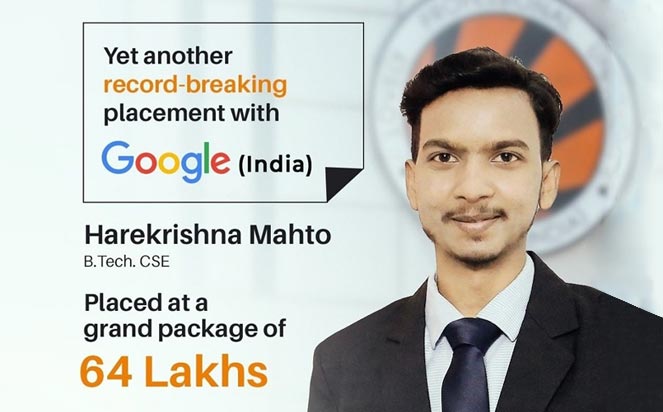 Yet another
record-breaking
placement with
Google (India)
Harekrishna Mahto
B.Tech. CSE
Placed at a
grand package of
64 Lakhs